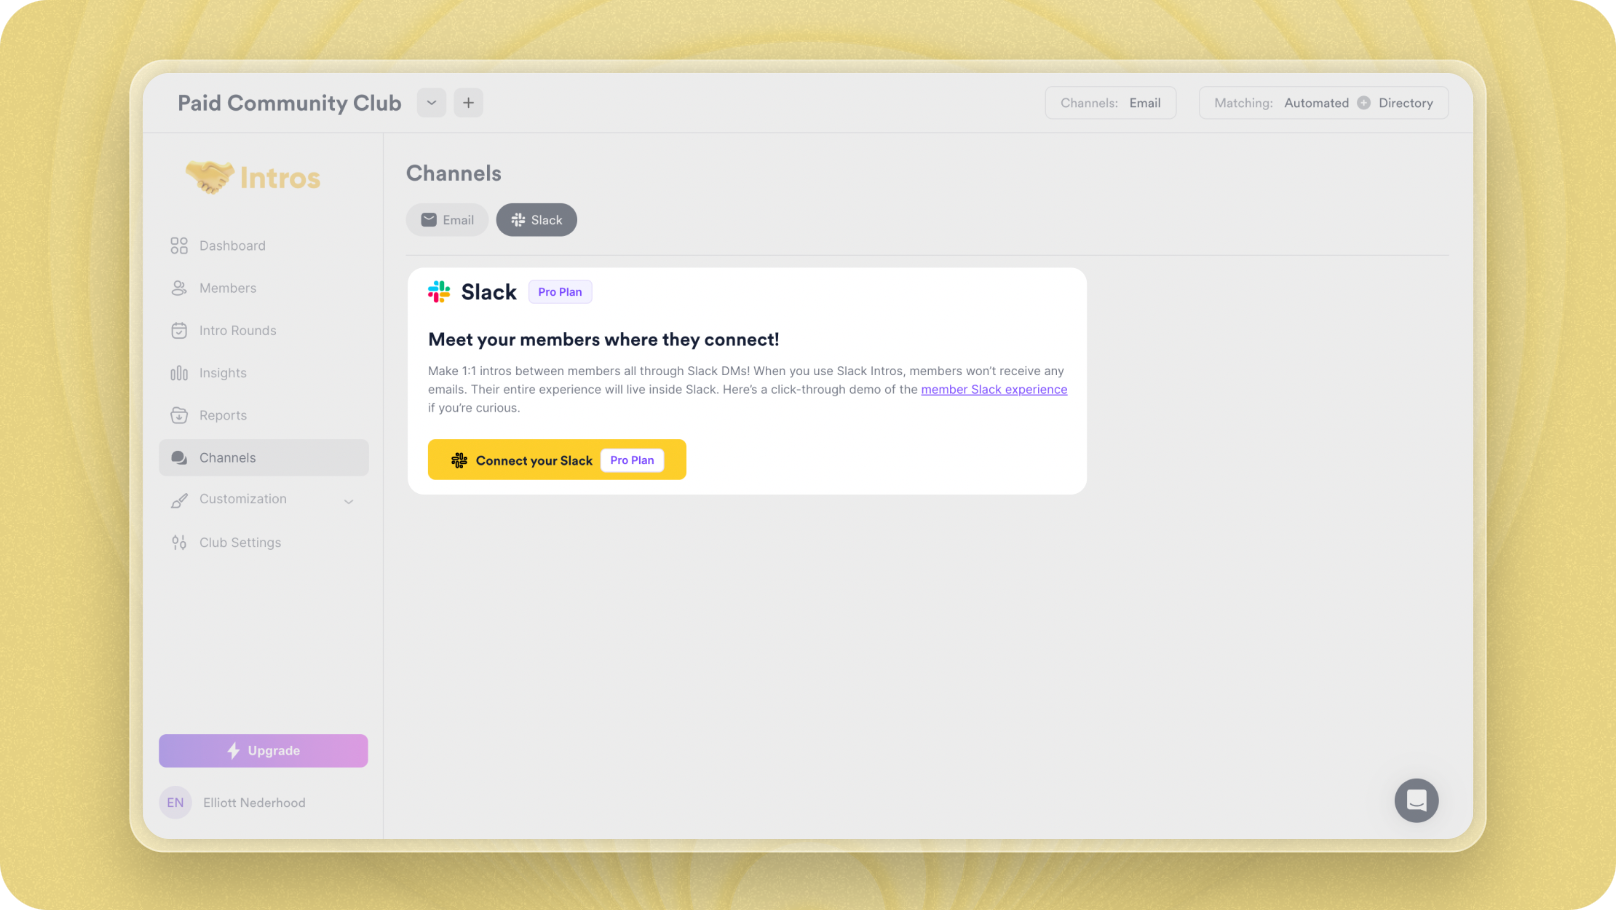 Paid Community Club
Channels: Email
Matching: Automated Directory
Intros
Dashboard
Members
Intro Rounds
Insights
Reports
Channels
Customization
Club Settings
Upgrade
EN Elliott Nederhood
Channels
Email
Slack
Slack Pro Plan
Meet your members where they connect!
Make 1:1 intros between members all through Slack DMs! When you use Slack Intros, members won’t receive any
emails. Their entire experience will live inside Slack. Here’s a click-through demo of the member Slack experience
if you’re curious.
Connect your Slack Pro Plan